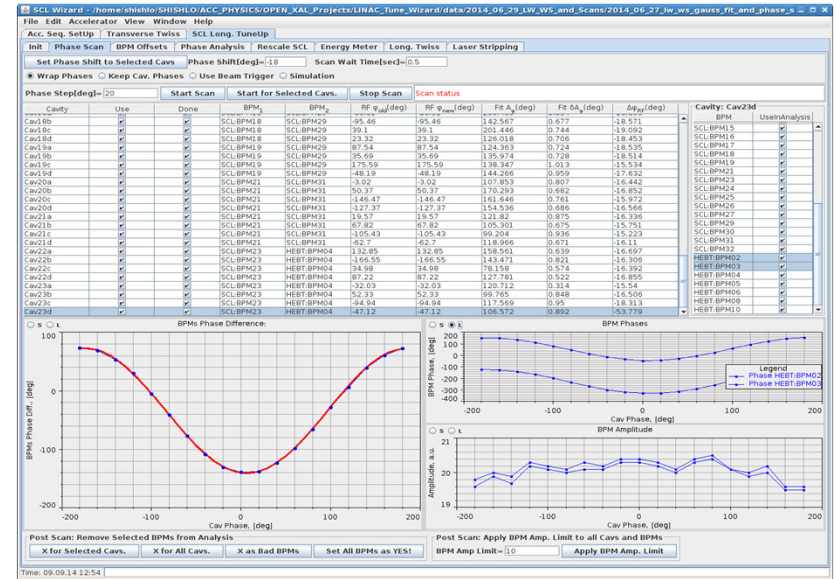 SCL Wizard - /home/shishlo/SHISHLO/ACC_PHYSICS/OPEN_XAL_Projects/LINAC_Tune_Wizard/data/2014_06_29_LW_WS_and_Scans/2014_06_27_lw_ws_gauss_fit_and_phase_s
File Edit Accelerator View Window Help
Acc. Seq. SetUp Transverse Twiss SCL Long. TuneUp
Init Phase Scan BPM Offsets Phase Analysis Rescale SCL Energy Meter Long. Twiss Laser Stripping
Set Phase Shift to Selected Cavs Phase Shift[deg]= -18 Scan Wait Time[sec]= 0.5
Wrap Phases Keep Cav. Phases Use Beam Trigger Simulation
Phase Step[deg]= 20 Start Scan Start for Selected Cavs. Stop Scan Scan status
Cavity Use Done BPM1 BPM2 RF φold(deg) RF φnew(deg) Fit Aφ(deg) Fit δAφ(deg) ΔφRF(deg)
Cav18b SCL:BPM18 SCL:BPM29 -95.46 -95.46 142.567 0.677 -18.571
Cav18c SCL:BPM18 SCL:BPM29 39.1 39.1 201.446 0.744 -19.092
Cav18d SCL:BPM18 SCL:BPM29 23.32 23.32 126.018 0.706 -18.453
Cav19a SCL:BPM19 SCL:BPM29 87.54 87.54 124.363 0.724 -18.535
Cav19b SCL:BPM19 SCL:BPM29 35.69 35.69 135.974 0.728 -18.514
Cav19c SCL:BPM19 SCL:BPM29 175.59 175.59 138.347 1.013 -15.534
Cav19d SCL:BPM19 SCL:BPM29 -48.19 -48.19 144.266 0.959 -17.632
Cav20a SCL:BPM21 SCL:BPM31 -3.02 -3.02 107.853 0.807 -16.442
Cav20b SCL:BPM21 SCL:BPM31 50.37 50.37 170.293 0.682 -16.852
Cav20c SCL:BPM21 SCL:BPM31 -146.47 -146.47 161.646 0.761 -15.972
Cav20d SCL:BPM21 SCL:BPM31 -127.37 -127.37 154.536 0.686 -16.566
Cav21a SCL:BPM21 SCL:BPM31 19.57 19.57 121.82 0.875 -16.336
Cav21b SCL:BPM21 SCL:BPM31 67.82 67.82 105.301 0.675 -15.751
Cav21c SCL:BPM21 SCL:BPM31 -105.43 -105.43 99.204 0.936 -15.223
Cav21d SCL:BPM21 SCL:BPM31 -62.7 -62.7 118.966 0.671 -16.11
Cav22a SCL:BPM23 HEBT:BPM04 132.85 132.85 158.561 0.639 -16.697
Cav22b SCL:BPM23 HEBT:BPM04 -166.55 -166.55 143.471 0.821 -16.306
Cav22c SCL:BPM23 HEBT:BPM04 34.98 34.98 78.158 0.574 -16.392
Cav22d SCL:BPM23 HEBT:BPM04 87.22 87.22 127.781 0.522 -16.855
Cav23a SCL:BPM23 HEBT:BPM04 -32.03 -32.03 120.712 0.314 -15.54
Cav23b SCL:BPM23 HEBT:BPM04 52.33 52.33 99.765 0.848 -16.506
Cav23c SCL:BPM23 HEBT:BPM04 -94.94 -94.94 117.569 0.95 -18.313
Cav23d SCL:BPM23 HEBT:BPM04 -47.12 -47.12 106.572 0.892 -53.779
Cavity: Cav23d
BPM UseInAnalysis
SCL:BPM15
SCL:BPM16
SCL:BPM17
SCL:BPM18
SCL:BPM19
SCL:BPM21
SCL:BPM23
SCL:BPM24
SCL:BPM25
SCL:BPM26
SCL:BPM27
SCL:BPM29
SCL:BPM30
SCL:BPM31
SCL:BPM32
HEBT:BPM02
HEBT:BPM03
HEBT:BPM04
HEBT:BPM05
HEBT:BPM06
HEBT:BPM08
HEBT:BPM10
S L BPMs Phase Difference:
100
0
-100
-200
BPMs Phase Diff., [deg]
-200 -100 0 100 200
Cav Phase, [deg]
S L BPM Phases
200
100
0
-100
-200
-300
-400
BPM Phase, [deg]
Legend
Phase HEBT:BPM02
Phase HEBT:BPM03
-100 0 100 200
Cav Phase, [deg]
S L BPM Amplitude
21
20
19
Amplitude, a.u.
-200 -100 0 100 200
Cav Phase, [deg]
Post Scan: Remove Selected BPMs from Analysis
X for Selected Cavs. X for All Cavs. X as Bad BPMs Set All BPMs as YES!
Post Scan: Apply BPM Amp. Limit to all Cavs and BPMs
BPM Amp Limit= 10 Apply BPM Amp. Limit
Time: 09.09.14 12:54